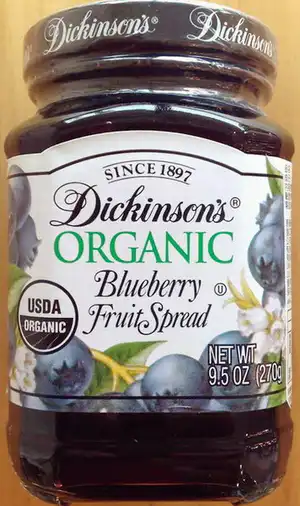 Dickinson's® Dickinson's
SINCE 1897
Dickinson's®
ORGANIC
Blueberry Ⓤ
Fruit Spread
USDA
ORGANIC
NET WT
9.5 OZ (270g